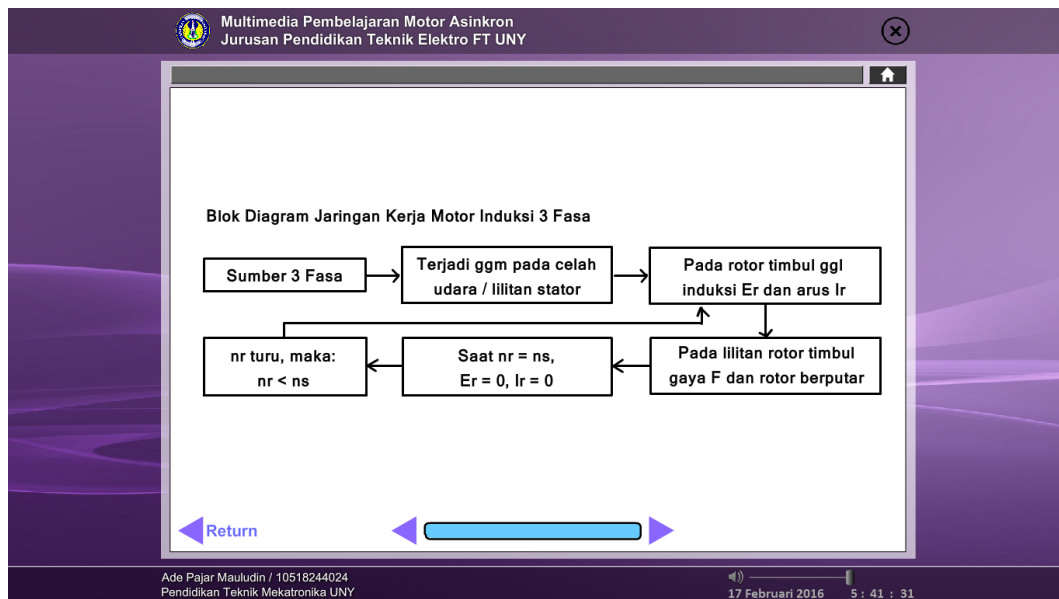 Multimedia Pembelajaran Motor Asinkron
Jurusan Pendidikan Teknik Elektro FT UNY
Blok Diagram Jaringan Kerja Motor Induksi 3 Fasa
Sumber 3 Fasa
Terjadi ggm pada celah
udara / lilitan stator
Pada rotor timbul ggl
induksi Er dan arus Ir
nr turu, maka:
nr < ns
Saat nr = ns,
Er = 0, Ir = 0
Pada lilitan rotor timbul
gaya F dan rotor berputar
Return
Ade Pajar Mauludin / 10518244024
Pendidikan Teknik Mekatronika UNY
17 Februari 2016 5 : 41 : 31